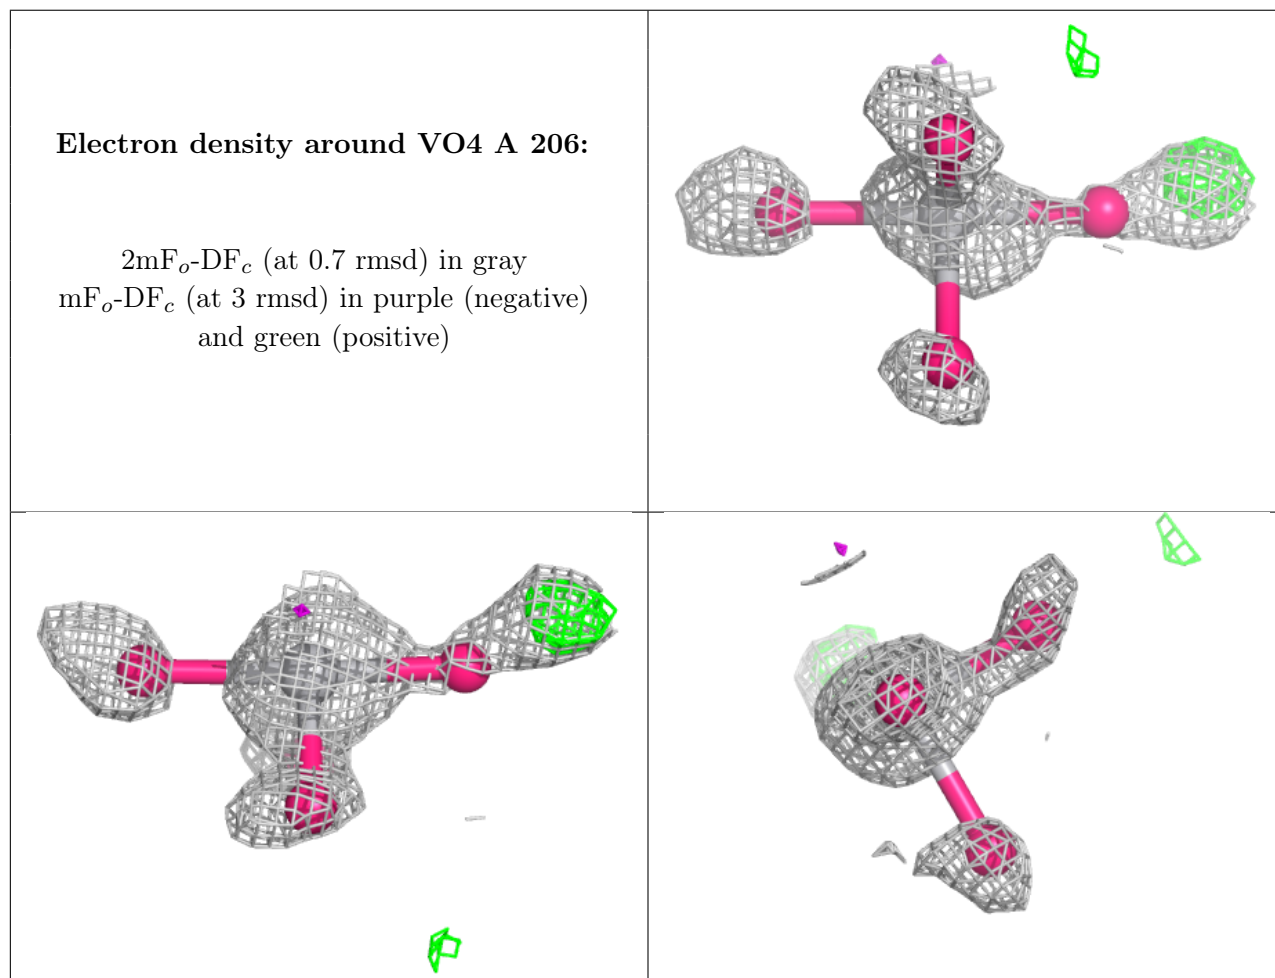 Electron density around VO4 A 206:
2mFₒ-DF𝒸 (at 0.7 rmsd) in gray
mFₒ-DF𝒸 (at 3 rmsd) in purple (negative)
and green (positive)